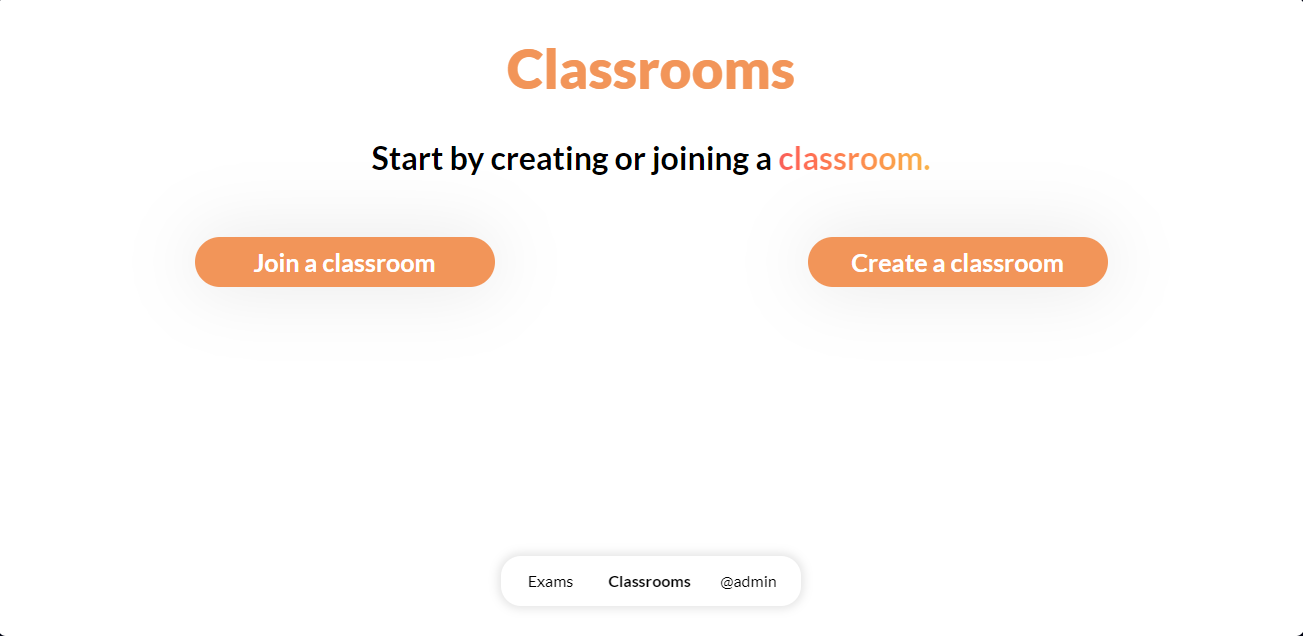 Classrooms
Start by creating or joining a classroom.
Join a classroom
Create a classroom
Exams
Classrooms
@admin